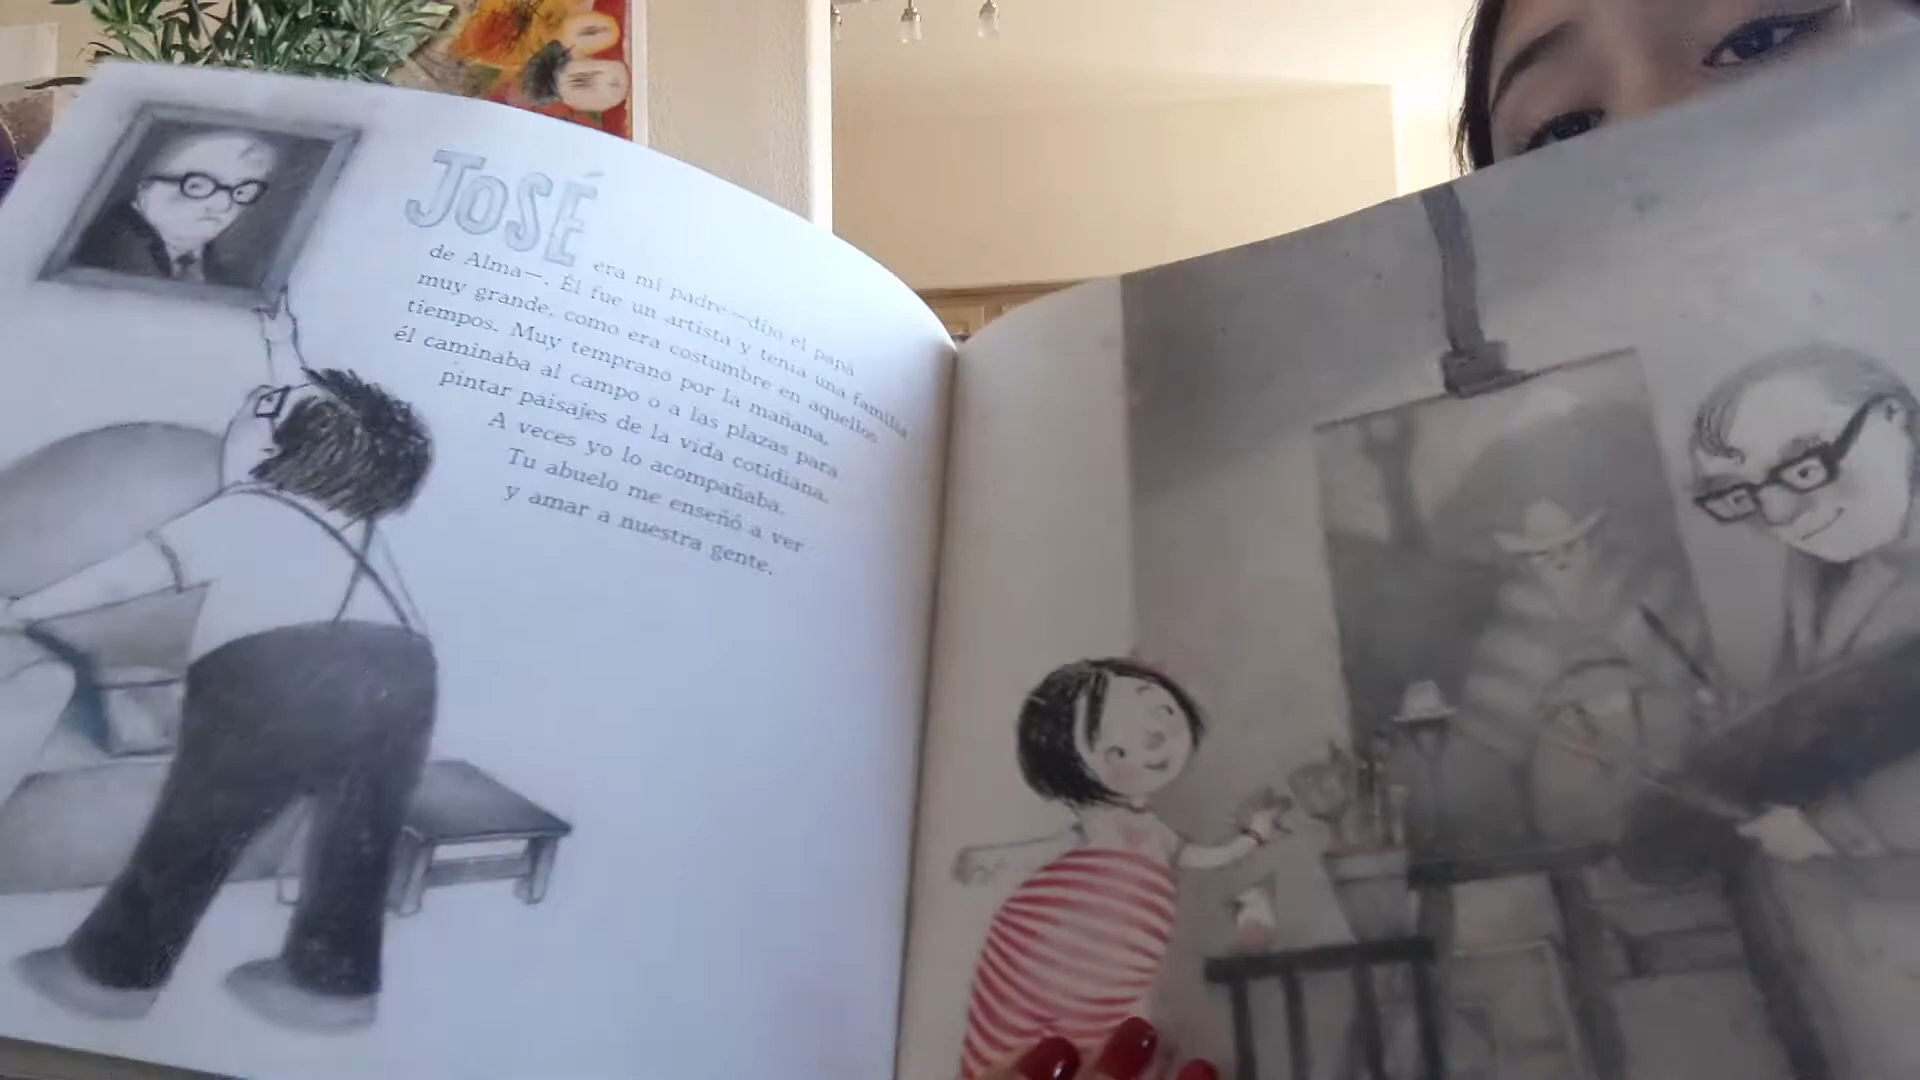 JOSÉ era mi padre —dijo el papá
de Alma—. Él fue un artista y tenía una familia
muy grande, como era costumbre en aquellos
tiempos. Muy temprano por la mañana,
él caminaba al campo o a las plazas para
pintar paisajes de la vida cotidiana.
A veces yo lo acompañaba.
Tu abuelo me enseñó a ver
y amar a nuestra gente.